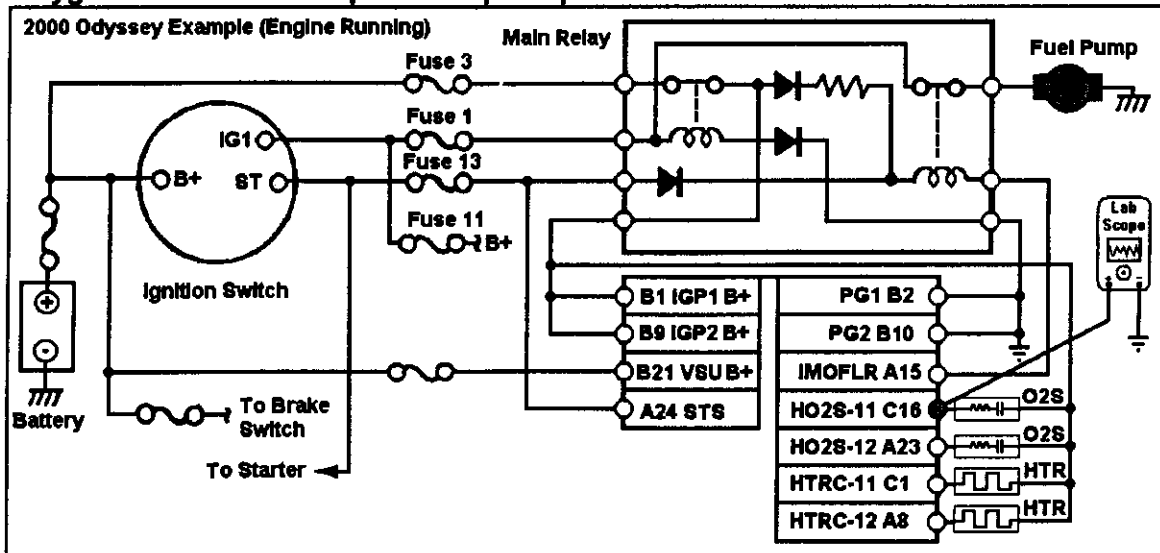 2000 Odyssey Example (Engine Running)
Main Relay
Fuel Pump
Fuse 3
Fuse 1
IG1
Fuse 13
B+
ST
Fuse 11
B+
Ignition Switch
Lab
Scope
+ -
B1 IGP1 B+
PG1 B2
B9 IGP2 B+
PG2 B10
B21 VSU B+
IMOFLR A15
A24 STS
HO2S-11 C16
O2S
HO2S-12 A23
O2S
HTRC-11 C1
HTR
HTRC-12 A8
HTR
+
-
Battery
To Brake
Switch
To Starter